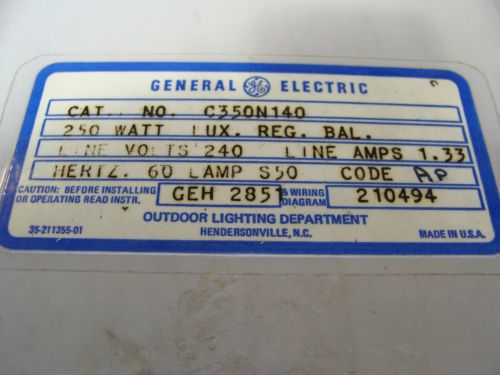 GENERAL GE ELECTRIC
CAT. NO. C350N140
250 WATT LUX. REG. BAL.
LINE VOLTS 240 LINE AMPS 1.33
HERTZ. 60 LAMP S50 CODE AP
CAUTION: BEFORE INSTALLING OR OPERATING READ INSTR. GEH 2851 & WIRING DIAGRAM 210494
OUTDOOR LIGHTING DEPARTMENT
35-211355-01 HENDERSONVILLE, N.C. MADE IN U.S.A.